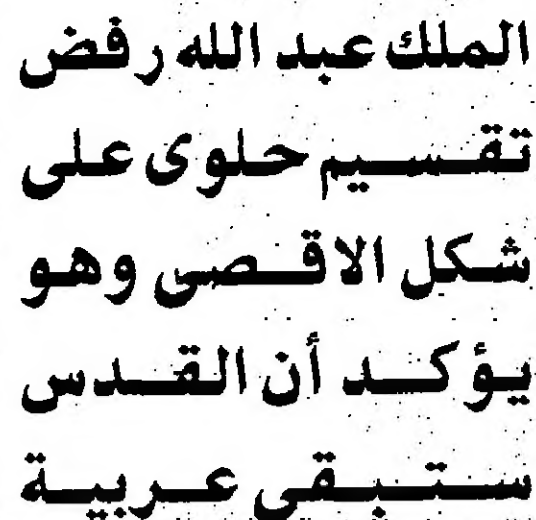 الملك عبد الله رفض
تقسيم حلوى على
شكل الاقصى وهو
يؤكد أن القدس
ستبقى عربية